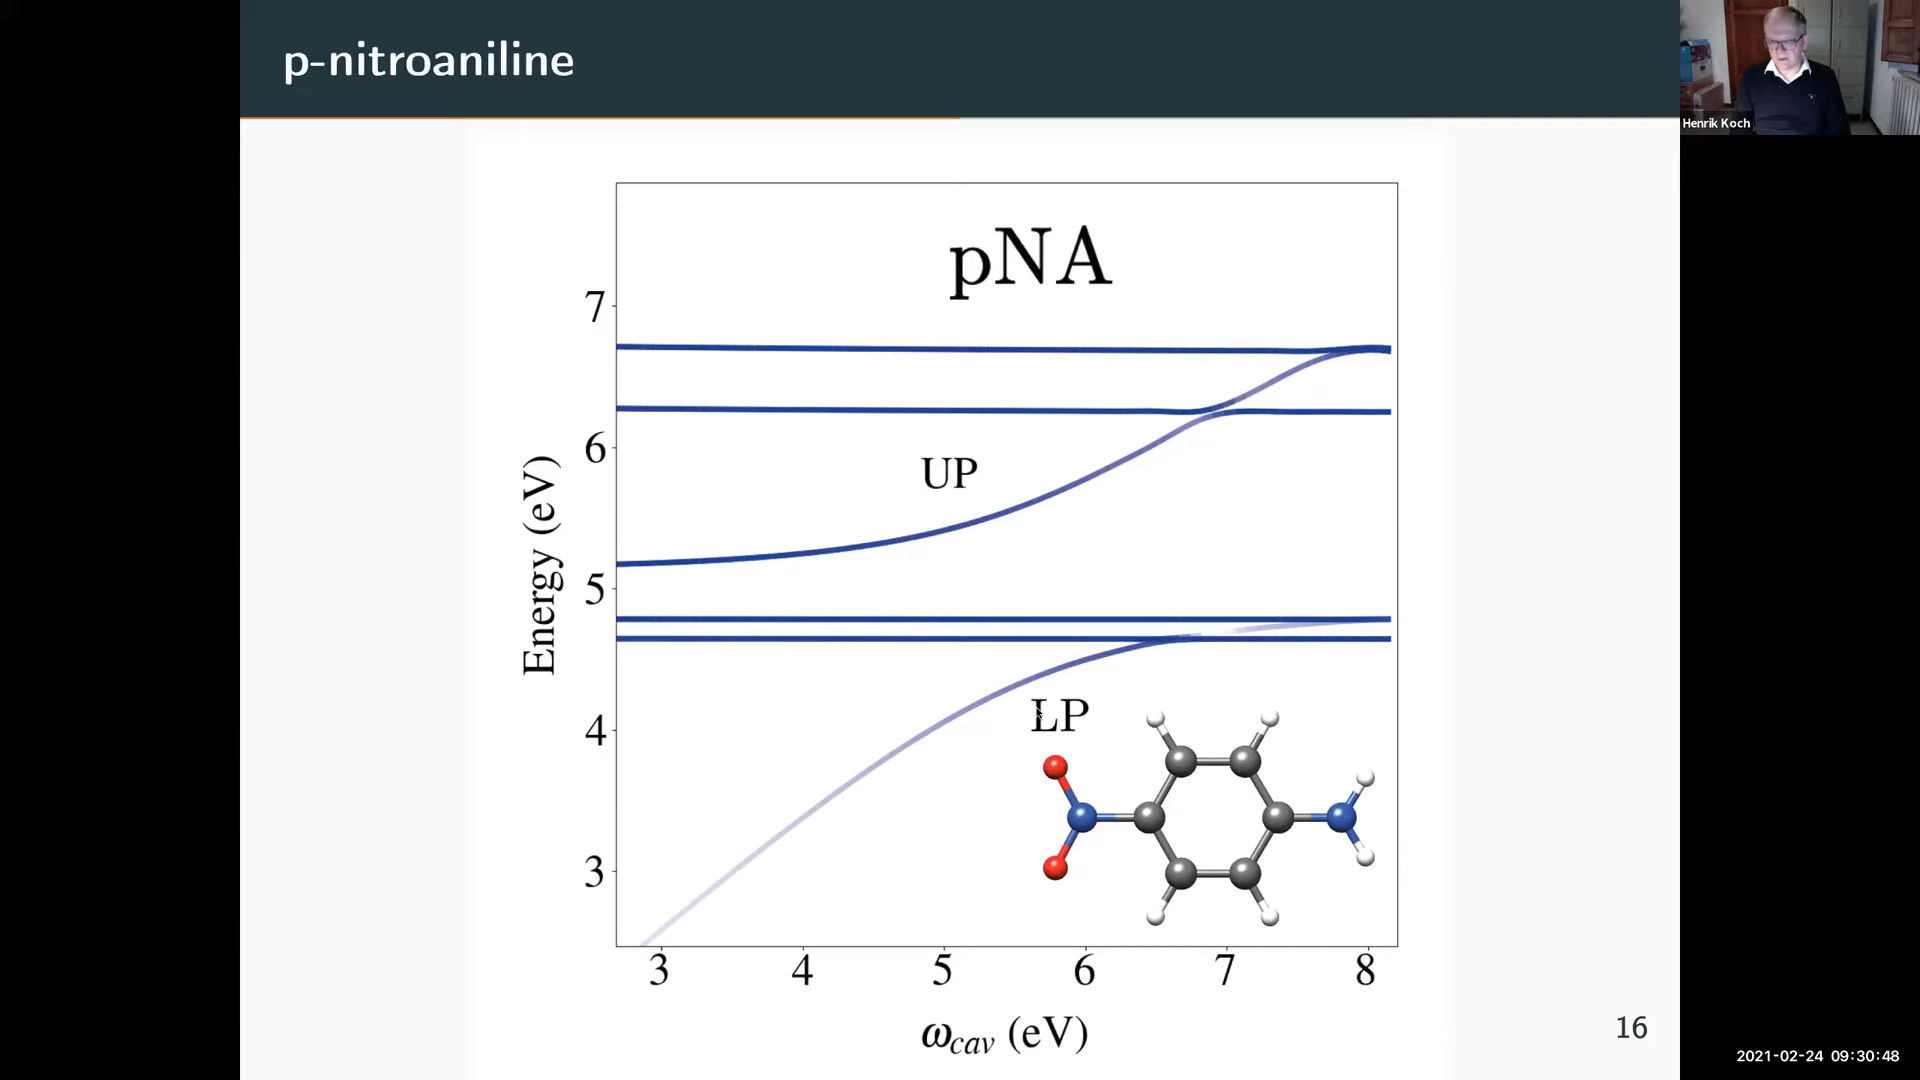 p-nitroaniline
Henrik Koch
pNA
7
6
UP
5
Energy (eV)
LP
4
3
3 4 5 6 7 8
ω_cav (eV)
16
2021-02-24 09:30:48